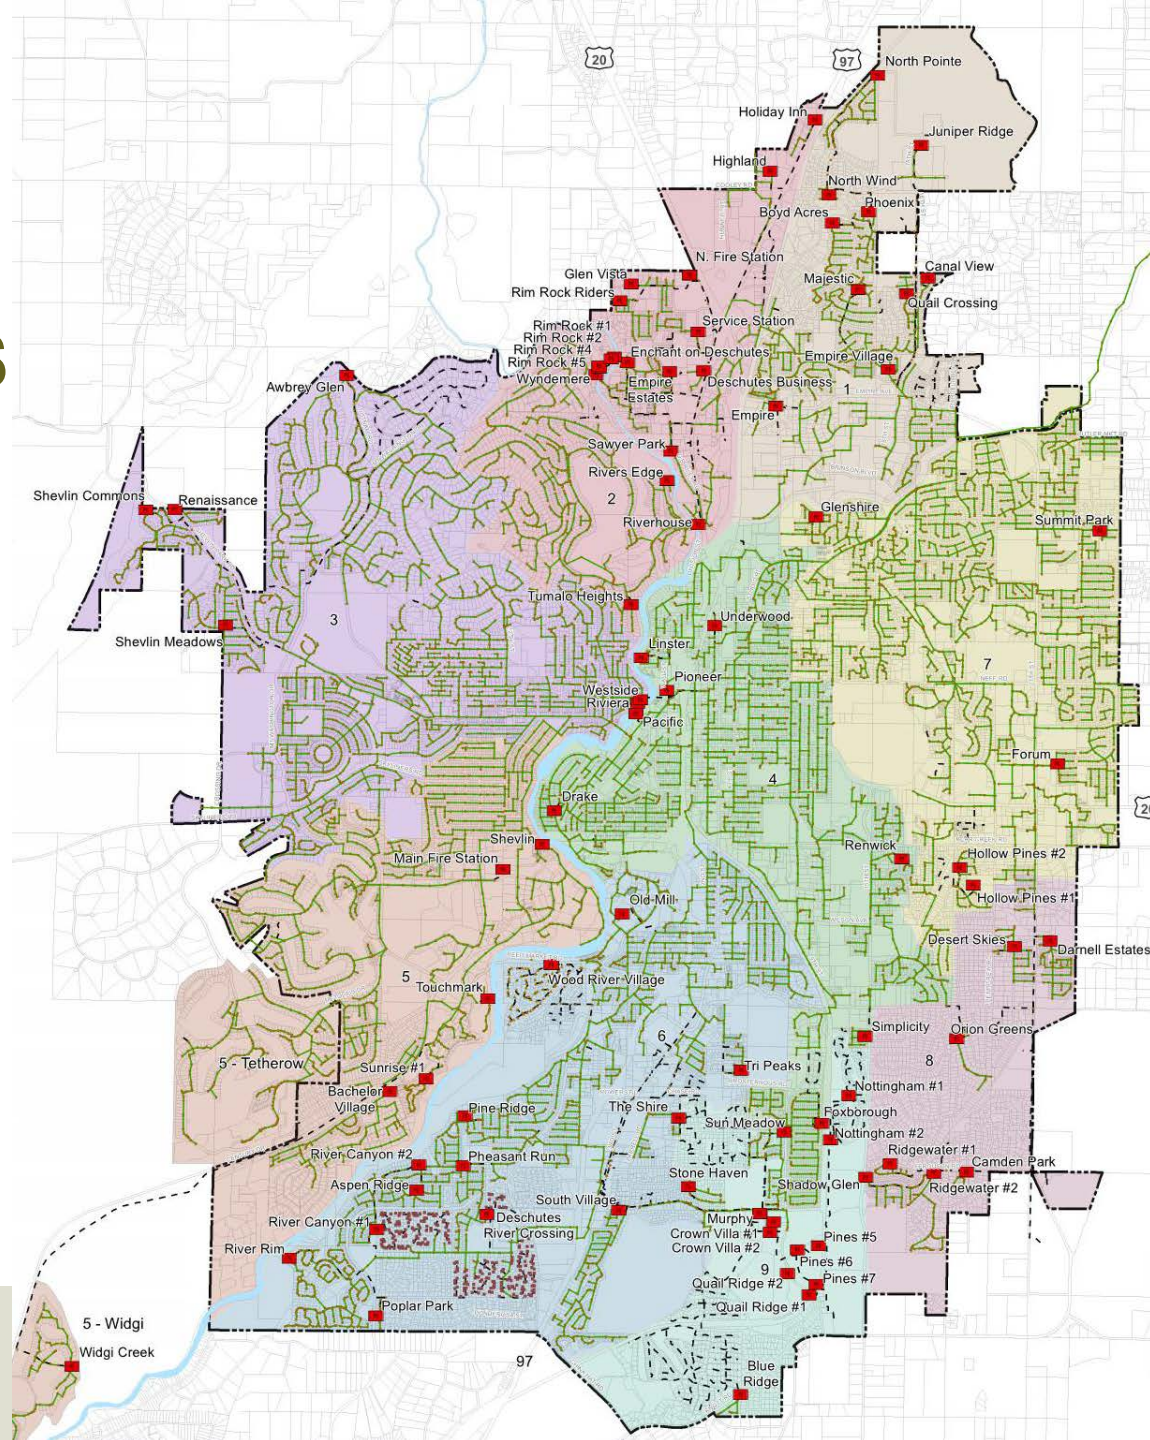 20
97
North Pointe
Holiday Inn
Juniper Ridge
Highland
North Wind
Phoenix
Boyd Acres
N. Fire Station
Canal View
Glen Vista
Majestic
Rim Rock Riders
Quail Crossing
Rim Rock #1
Service Station
Rim Rock #2
Rim Rock #4
Enchant on Deschutes
Empire Village
Rim Rock #5
Wyndemere
Empire
Estates
Deschutes Business
Awbrey Glen
1
Empire
S
Sawyer Park
Rivers Edge
Shevlin Commons
Renaissance
2
Glenshire
Riverhouse
Summit Park
Tumalo Heights
3
Underwood
Shevlin Meadows
Linster
7
NEFF RD
Pioneer
Westside
Riviera
Pacific
Forum
4
Drake
20
Shevlin
Renwick
Main Fire Station
Hollow Pines #2
Hollow Pines #1
Old Mill
Desert Skies
Darnell Estates
Wood River Village
5
Touchmark
Simplicity
Orion Greens
6
5 - Tetherow
8
Sunrise #1
Tri Peaks
Bachelor
Village
Nottingham #1
Pine Ridge
The Shire
Foxborough
Sun Meadow
Nottingham #2
River Canyon #2
Pheasant Run
Ridgewater #1
Camden Park
Stone Haven
Aspen Ridge
Shadow Glen
Ridgewater #2
South Village
River Canyon #1
Deschutes
River Crossing
Murphy
Crown Villa #1
Pines #5
River Rim
Crown Villa #2
Pines #6
9
Quail Ridge #2
Pines #7
Poplar Park
Quail Ridge #1
5 - Widgi
Widgi Creek
97
Blue
Ridge